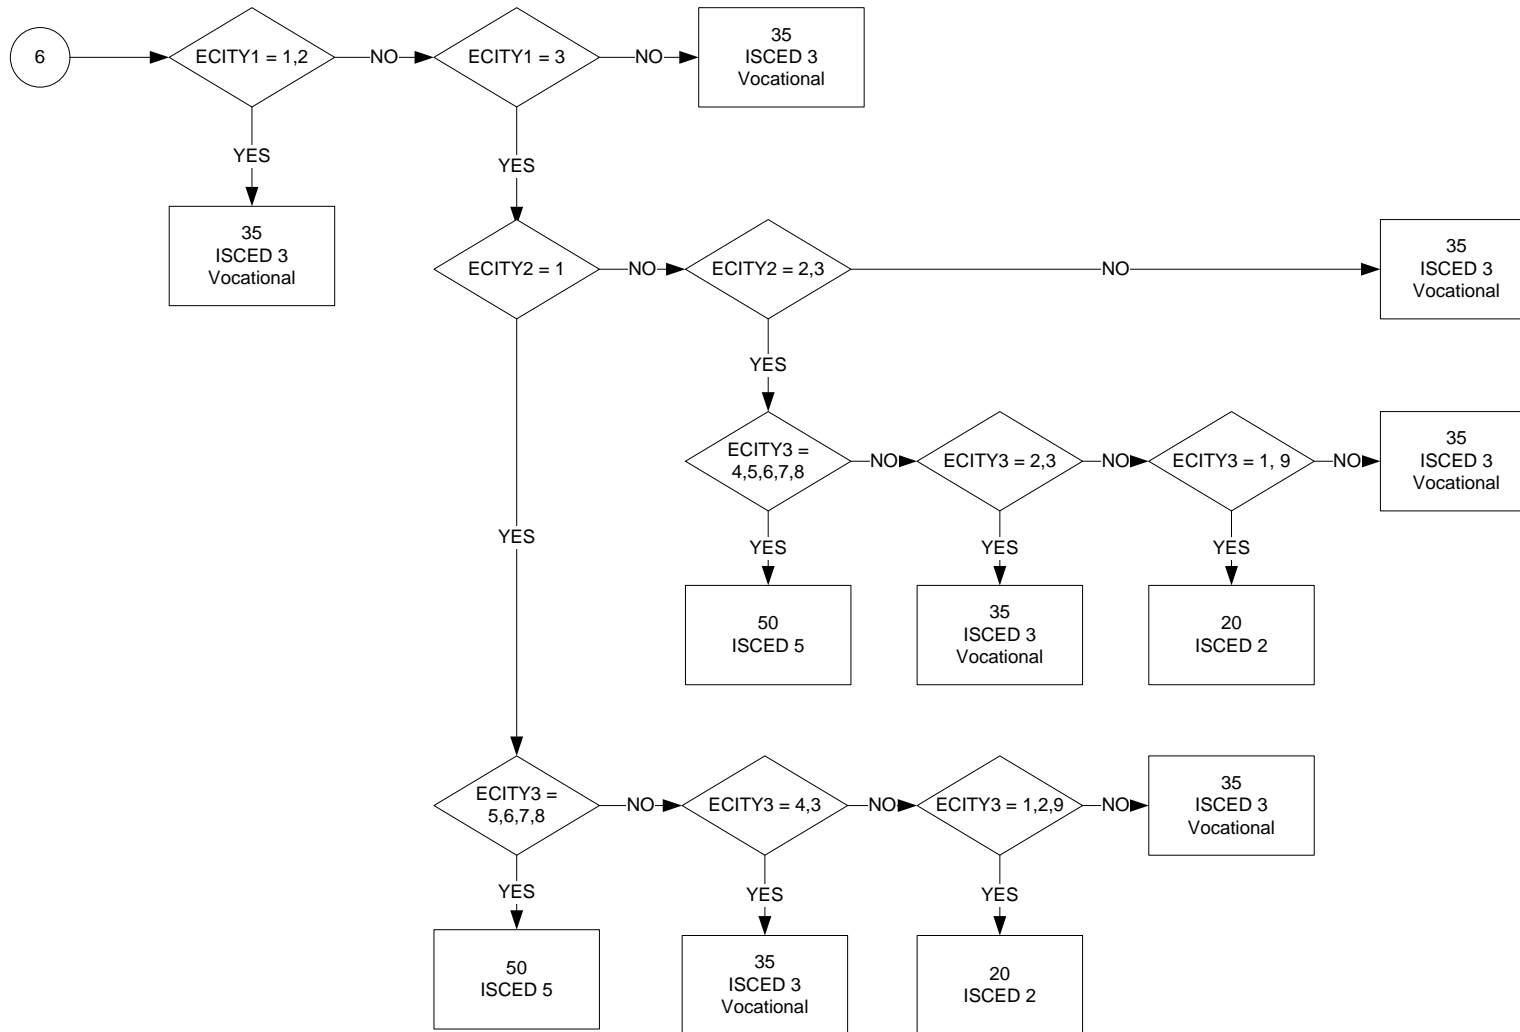 6
ECITY1 = 1,2
NO
ECITY1 = 3
NO
35
ISCED 3
Vocational
YES
YES
35
ISCED 3
Vocational
ECITY2 = 1
NO
ECITY2 = 2,3
NO
35
ISCED 3
Vocational
YES
ECITY3 =
4,5,6,7,8
NO
ECITY3 = 2,3
NO
ECITY3 = 1, 9
NO
35
ISCED 3
Vocational
YES
YES
YES
YES
50
ISCED 5
35
ISCED 3
Vocational
20
ISCED 2
ECITY3 =
5,6,7,8
NO
ECITY3 = 4,3
NO
ECITY3 = 1,2,9
NO
35
ISCED 3
Vocational
YES
YES
YES
50
ISCED 5
35
ISCED 3
Vocational
20
ISCED 2